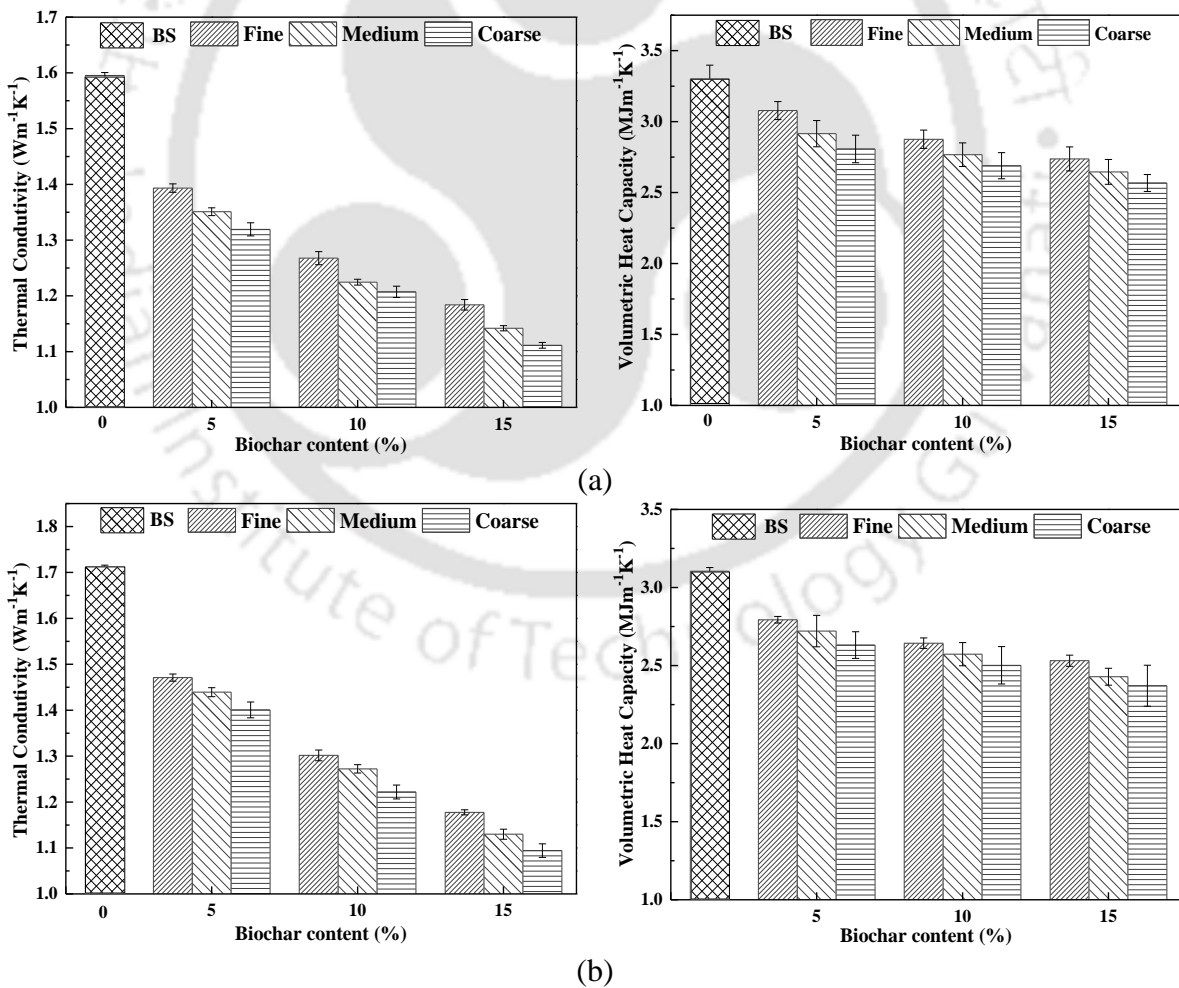 BS Fine Medium Coarse
Thermal Condutivity (Wm⁻¹K⁻¹)
1.7
1.6
1.5
1.4
1.3
1.2
1.1
1.0
0 5 10 15
Biochar content (%)
BS Fine Medium Coarse
Volumetric Heat Capacity (MJm⁻¹K⁻¹)
3.5
3.0
2.5
2.0
1.5
1.0
0 5 10 15
Biochar content (%)
(a)
BS Fine Medium Coarse
Thermal Condutivity (Wm⁻¹K⁻¹)
1.8
1.7
1.6
1.5
1.4
1.3
1.2
1.1
1.0
0 5 10 15
Biochar content (%)
BS Fine Medium Coarse
Volumetric Heat Capacity (MJm⁻¹K⁻¹)
3.5
3.0
2.5
2.0
1.5
1.0
5 10 15
Biochar content (%)
(b)
Institute of Technology G